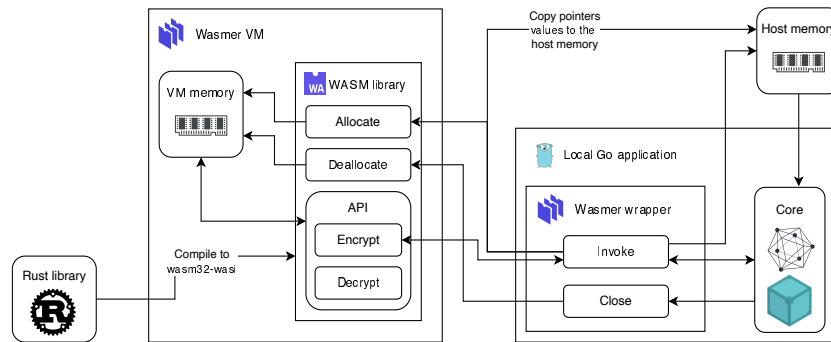 Wasmer VM
VM memory
WA
WASM library
Allocate
Deallocate
API
Encrypt
Decrypt
Rust library
R
Compile to
wasm32-wasi
Copy pointers
values to the
host memory
Host memory
Local Go application
Wasmer wrapper
Invoke
Close
Core